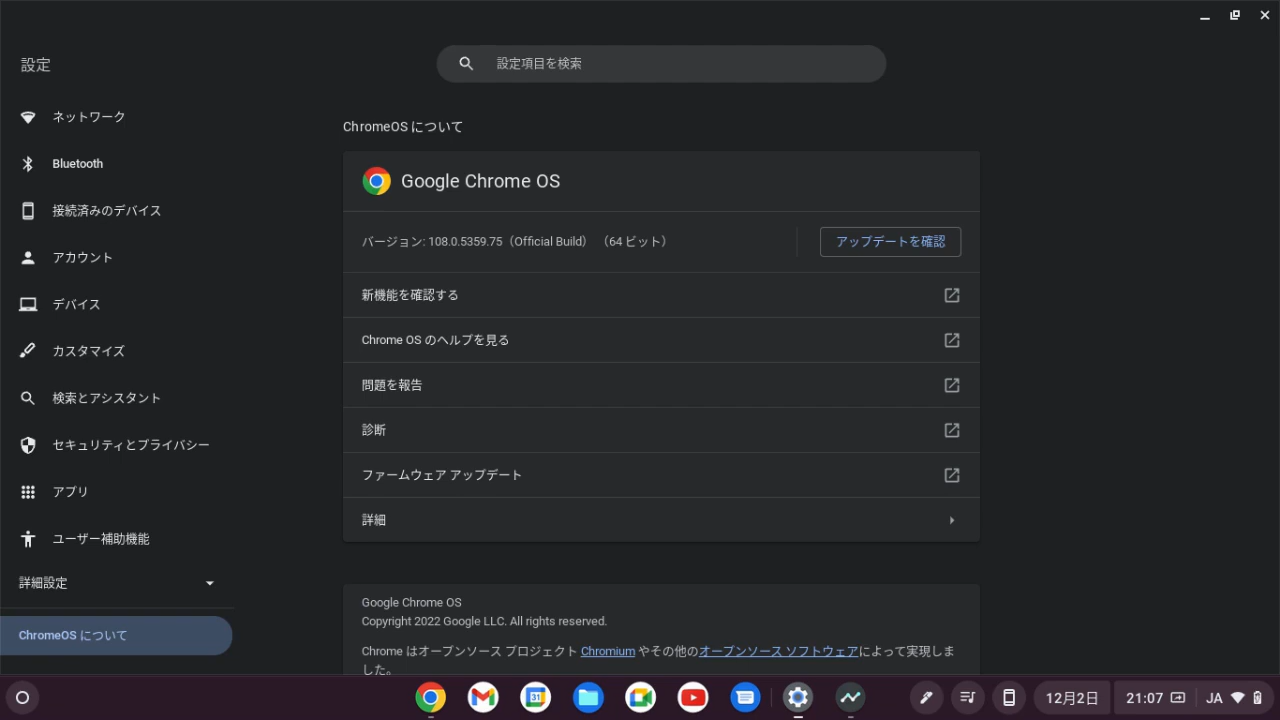 設定
設定項目を検索
ネットワーク
Bluetooth
接続済みのデバイス
アカウント
デバイス
カスタマイズ
検索とアシスタント
セキュリティとプライバシー
アプリ
ユーザー補助機能
詳細設定
ChromeOS について
ChromeOS について
Google Chrome OS
バージョン: 108.0.5359.75（Official Build） （64 ビット）
アップデートを確認
新機能を確認する
Chrome OS のヘルプを見る
問題を報告
診断
ファームウェア アップデート
詳細
Google Chrome OS
Copyright 2022 Google LLC. All rights reserved.
Chrome はオープンソース プロジェクト Chromium やその他のオープンソース ソフトウェアによって実現しま
した。
31
12月2日
21:07
JA